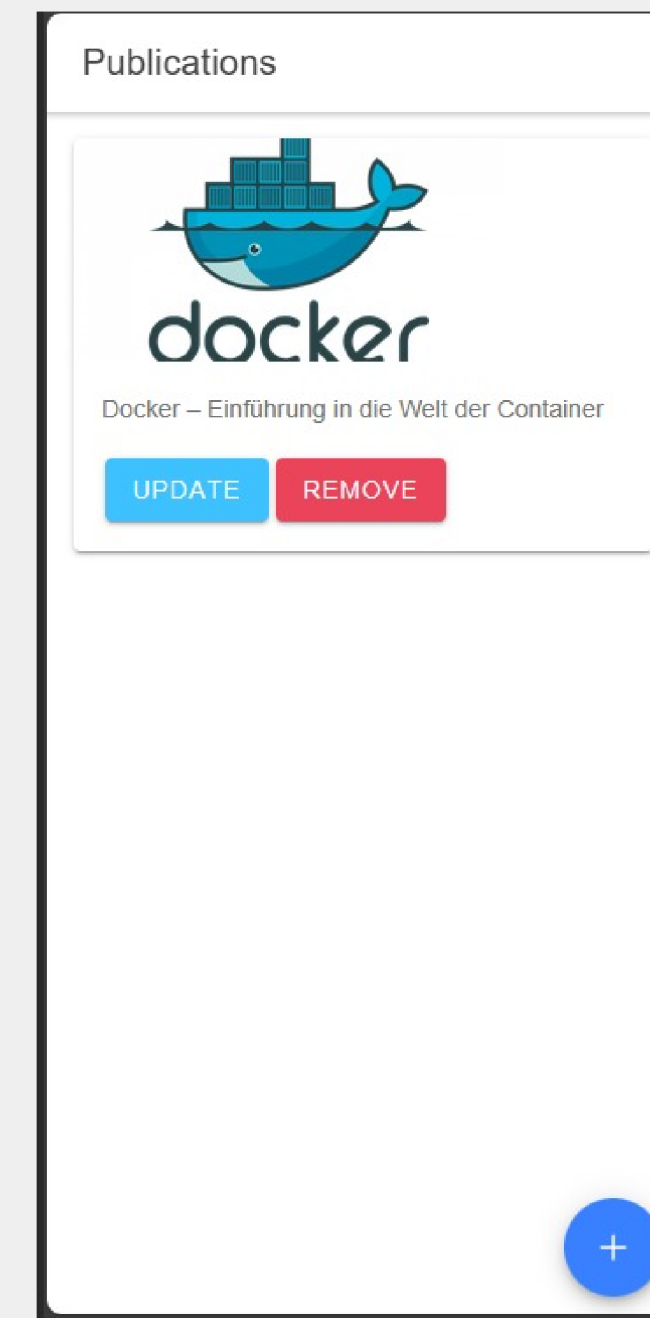 Publications
docker
Docker – Einführung in die Welt der Container
UPDATE REMOVE
+